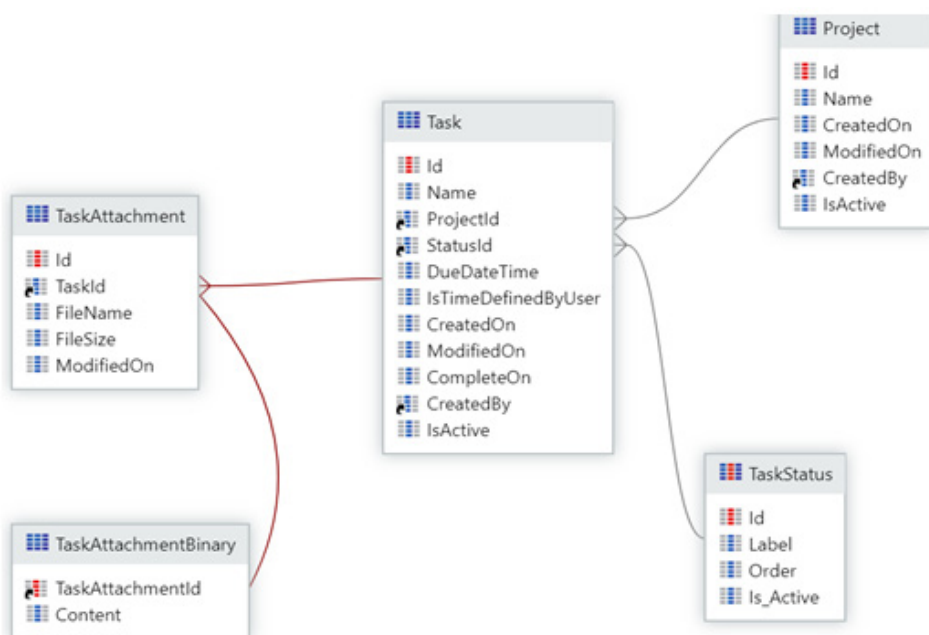 Project
Id
Name
CreatedOn
ModifiedOn
CreatedBy
IsActive
Task
Id
Name
ProjectId
StatusId
DueDateTime
IsTimeDefinedByUser
CreatedOn
ModifiedOn
CompleteOn
CreatedBy
IsActive
TaskAttachment
Id
TaskId
FileName
FileSize
ModifiedOn
TaskStatus
Id
Label
Order
Is_Active
TaskAttachmentBinary
TaskAttachmentId
Content